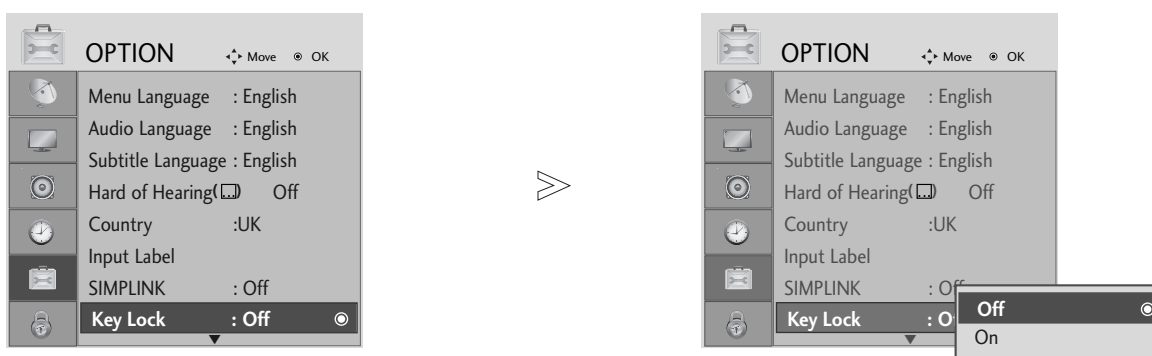 OPTION Move OK
Menu Language : English
Audio Language : English
Subtitle Language : English
Hard of Hearing( ) Off
Country :UK
Input Label
SIMPLINK : Off
Key Lock : Off
OPTION Move OK
Menu Language : English
Audio Language : English
Subtitle Language : English
Hard of Hearing( ) Off
Country :UK
Input Label
SIMPLINK : Of
Key Lock : O
Off
On